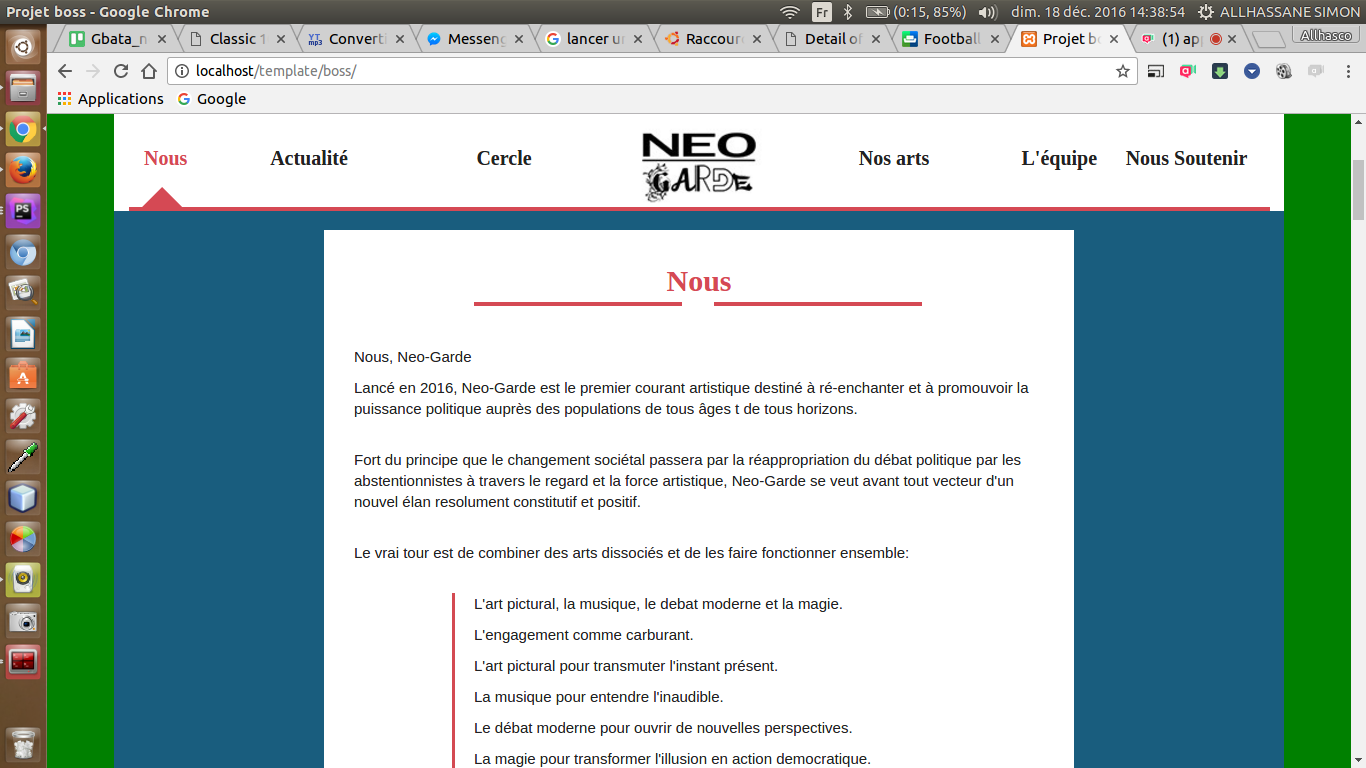 Projet boss - Google Chrome
Fr
(0:15, 85%)
dim. 18 déc. 2016 14:38:54
ALLHASSANE SIMON
Gbata_n
Classic 1
YT mp3
Converti
Messeng
lancer un
Raccourc
Detail of
Football
Projet bo
(1) app
Allhasco
localhost/template/boss/
Applications
Google
Nous
Actualité
Cercle
NEO
GARDE
Nos arts
L'équipe
Nous Soutenir
PS
Nous
Nous, Neo-Garde
Lancé en 2016, Neo-Garde est le premier courant artistique destiné à ré-enchanter et à promouvoir la
puissance politique auprès des populations de tous âges t de tous horizons.
Fort du principe que le changement sociétal passera par la réappropriation du débat politique par les
abstentionnistes à travers le regard et la force artistique, Neo-Garde se veut avant tout vecteur d'un
nouvel élan resolument constitutif et positif.
Le vrai tour est de combiner des arts dissociés et de les faire fonctionner ensemble:
L'art pictural, la musique, le debat moderne et la magie.
L'engagement comme carburant.
L'art pictural pour transmuter l'instant présent.
La musique pour entendre l'inaudible.
Le débat moderne pour ouvrir de nouvelles perspectives.
La magie pour transformer l'illusion en action democratique.